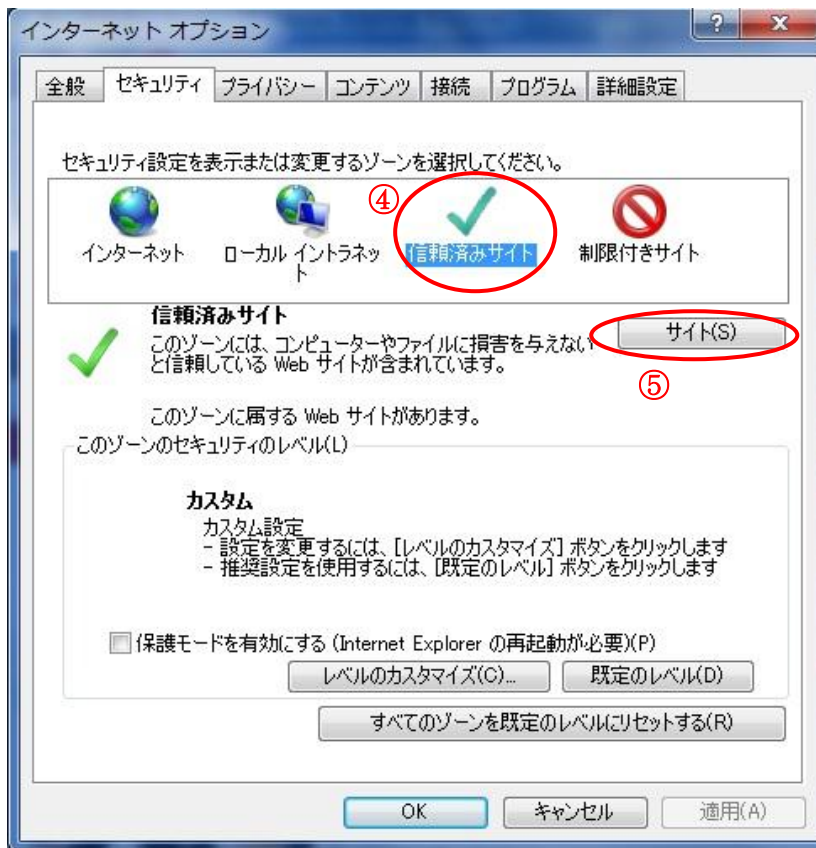 インターネット オプション
?
全般 セキュリティ プライバシー コンテンツ 接続 プログラム 詳細設定
セキュリティ設定を表示または変更するゾーンを選択してください。
④
インターネット
ローカル イントラネッ
ト
信頼済みサイト
制限付きサイト
信頼済みサイト
このゾーンには、コンピューターやファイルに損害を与えない
と信頼している Web サイトが含まれています。
サイト(S)
⑤
このゾーンに属する Web サイトがあります。
このゾーンのセキュリティのレベル(L)
カスタム
カスタム設定
- 設定を変更するには、[レベルのカスタマイズ] ボタンをクリックします
- 推奨設定を使用するには、[既定のレベル] ボタンをクリックします
保護モードを有効にする (Internet Explorer の再起動が必要)(P)
レベルのカスタマイズ(C)... 既定のレベル(D)
すべてのゾーンを既定のレベルにリセットする(R)
OK キャンセル 適用(A)